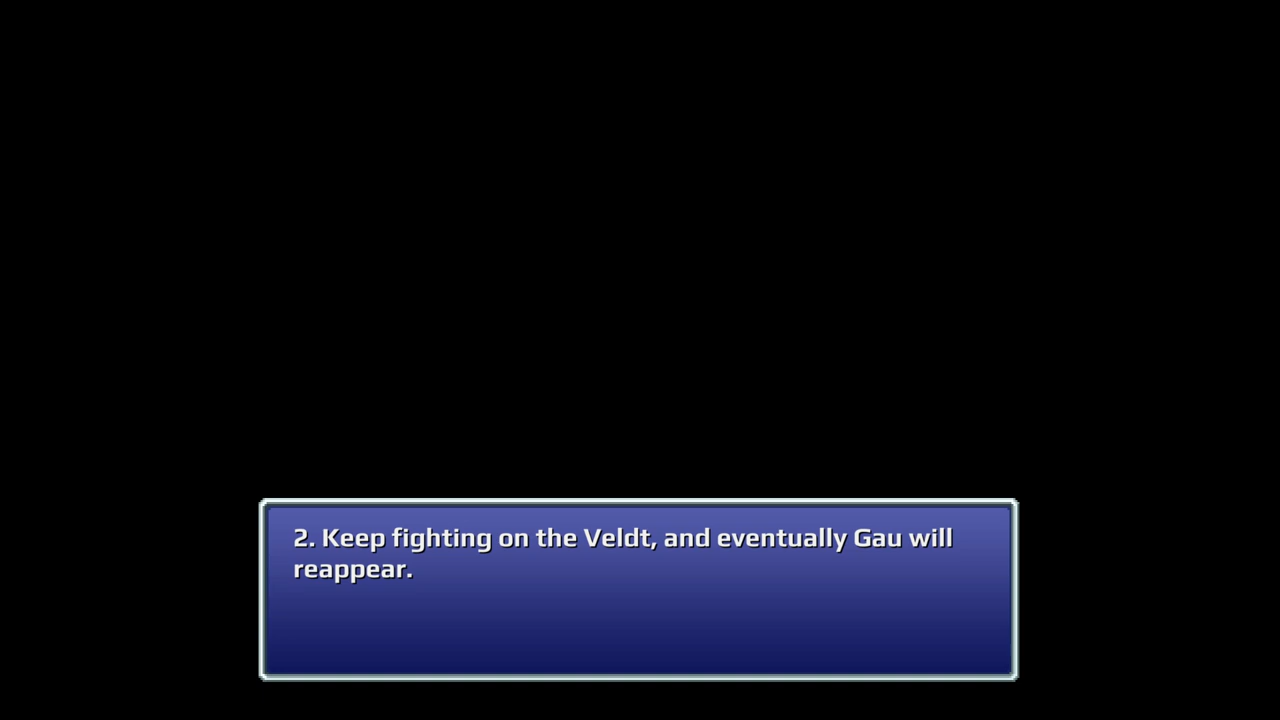 2. Keep fighting on the Veldt, and eventually Gau will
reappear.